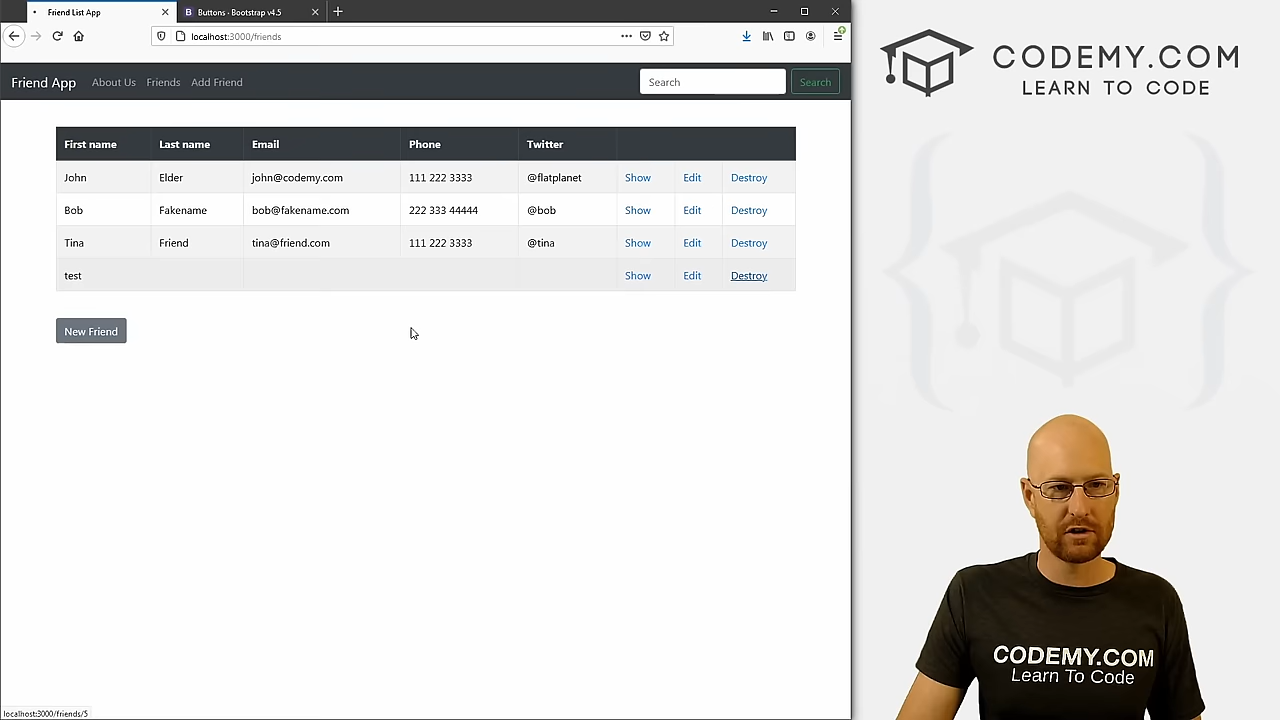 Friend List App
Buttons · Bootstrap v4.5
localhost:3000/friends
Friend App About Us Friends Add Friend Search Search
First name Last name Email Phone Twitter
John Elder john@codemy.com 111 222 3333 @flatplanet Show Edit Destroy
Bob Fakename bob@fakename.com 222 333 44444 @bob Show Edit Destroy
Tina Friend tina@friend.com 111 222 3333 @tina Show Edit Destroy
test Show Edit Destroy
New Friend
localhost:3000/friends/5
CODEMY.COM
LEARN TO CODE
CODEMY.COM
Learn To Code